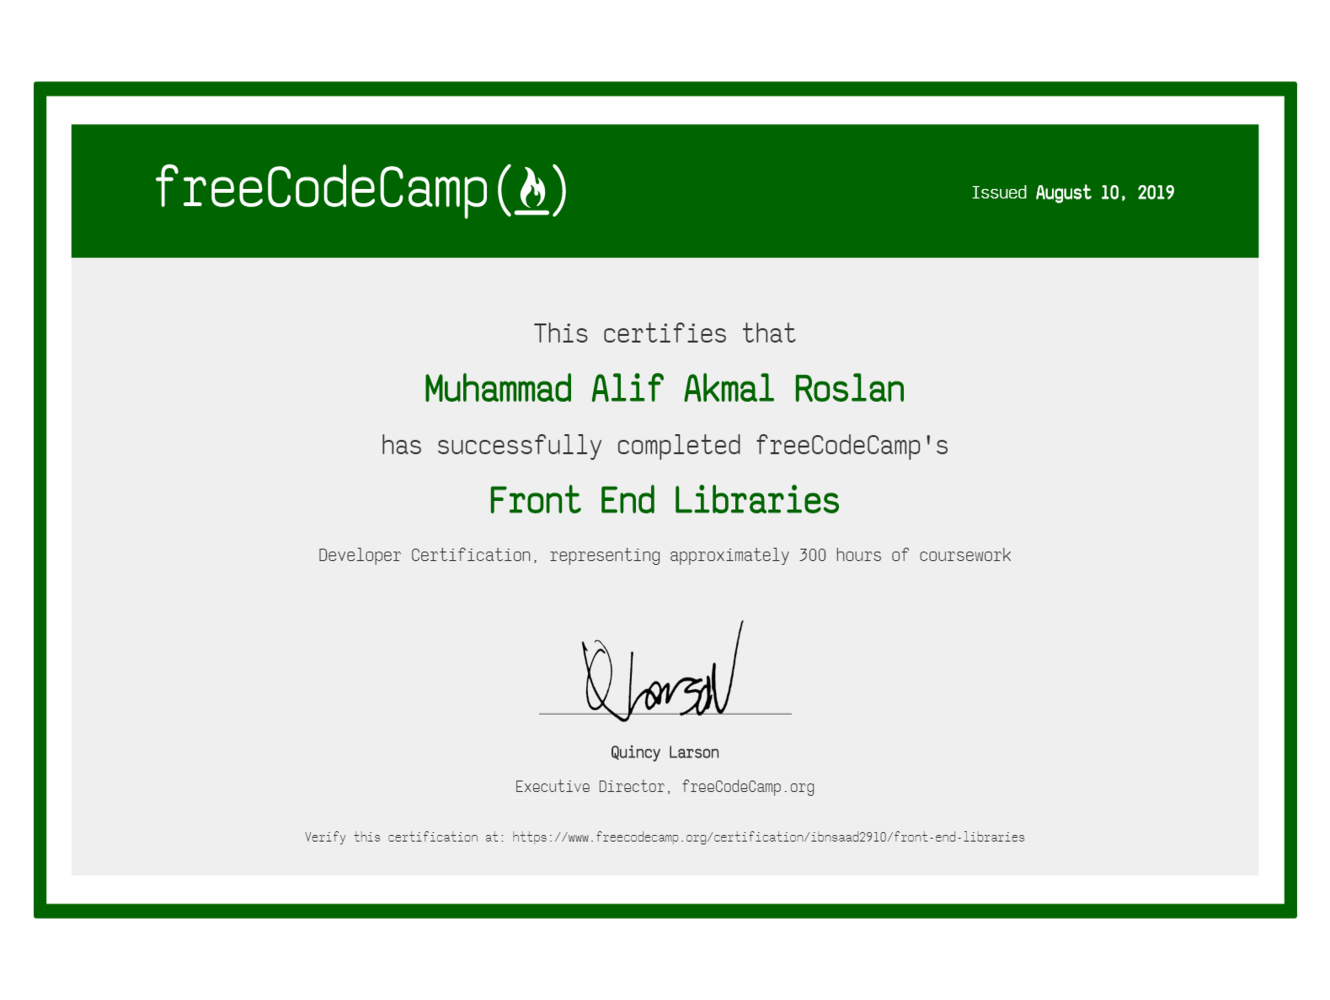 freeCodeCamp(🔥)
Issued August 10, 2019
This certifies that
Muhammad Alif Akmal Roslan
has successfully completed freeCodeCamp's
Front End Libraries
Developer Certification, representing approximately 300 hours of coursework
Q Larson
Quincy Larson
Executive Director, freeCodeCamp.org
Verify this certification at: https://www.freecodecamp.org/certification/ibnsaad2910/front-end-libraries